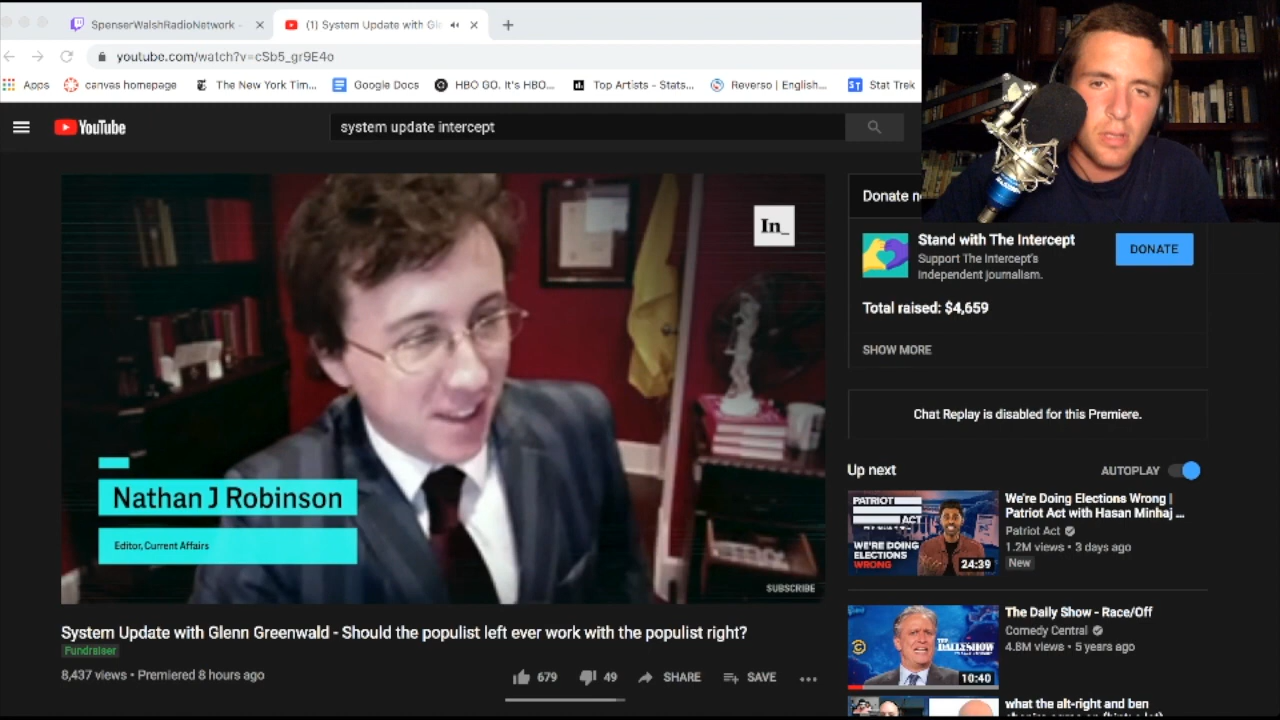 SpenserWalshRadioNetwork -
(1) System Update with Gle
youtube.com/watch?v=cSb5_gr9E4o
Apps
canvas homepage
The New York Tim...
Google Docs
HBO GO. It's HBO...
Top Artists - Stats...
Reverso | English...
ST
Stat Trek
YouTube
system update intercept
In_
Nathan J Robinson
Editor, Current Affairs
SUBSCRIBE
System Update with Glenn Greenwald - Should the populist left ever work with the populist right?
Fundraiser
8,437 views • Premiered 8 hours ago
679
49
SHARE
SAVE
Donate n
Stand with The Intercept
Support The Intercept's
independent journalism.
DONATE
Total raised: $4,659
SHOW MORE
Chat Replay is disabled for this Premiere.
Up next
AUTOPLAY
PATRIOT
ACT
WE'RE DOING
ELECTIONS
WRONG
24:39
We're Doing Elections Wrong |
Patriot Act with Hasan Minhaj ...
Patriot Act
1.2M views • 3 days ago
New
THE
DAILYSHOW
10:40
The Daily Show - Race/Off
Comedy Central
4.8M views • 5 years ago
what the alt-right and ben